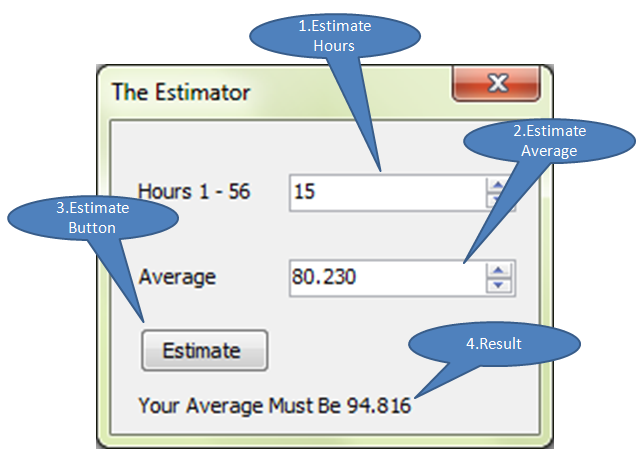 1.Estimate
Hours
The Estimator
2.Estimate
Average
Hours 1 - 56
15
3.Estimate
Button
Average
80.230
Estimate
4.Result
Your Average Must Be 94.816